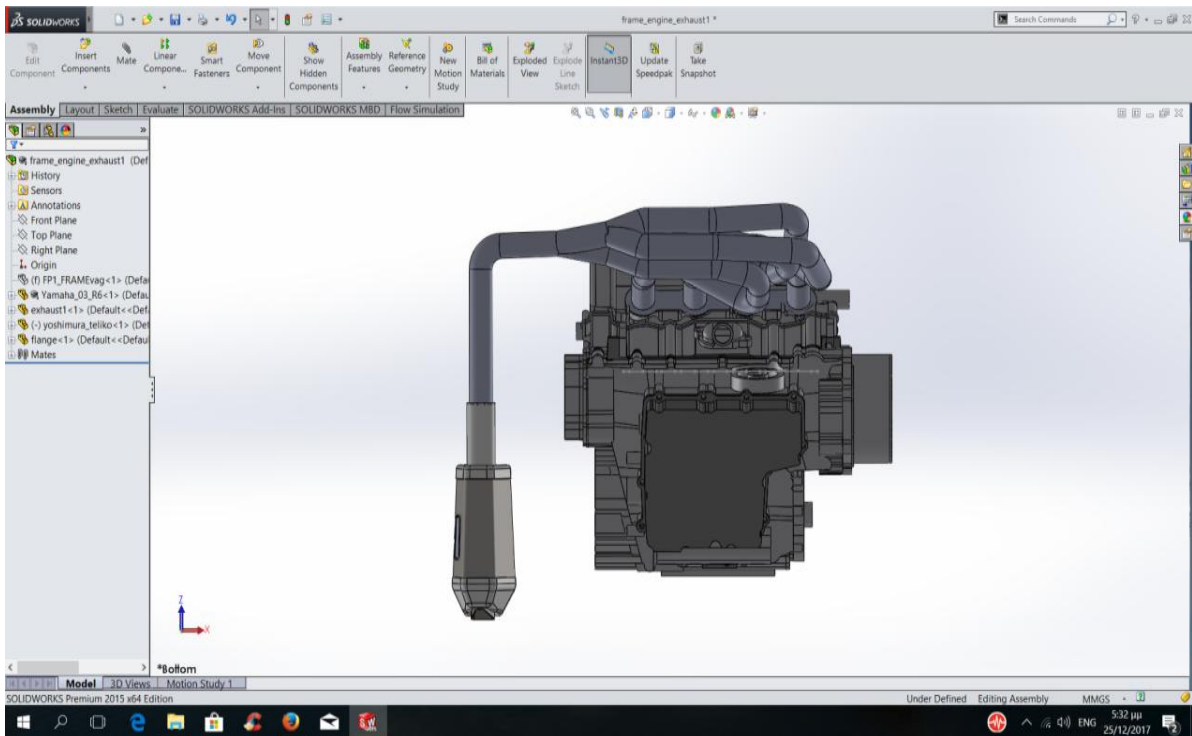 SOLIDWORKS
frame_engine_exhaust1 *
Search Commands
Edit Component
Insert Components
Mate
Linear Compone...
Smart Fasteners
Move Component
Show Hidden Components
Assembly Features
Reference Geometry
New Motion Study
Bill of Materials
Exploded View
Explode Line Sketch
Instant3D
Update Speedpak
Take Snapshot
Assembly Layout Sketch Evaluate SOLIDWORKS Add-Ins SOLIDWORKS MBD Flow Simulation
frame_engine_exhaust1 (Def
History
Sensors
Annotations
Front Plane
Top Plane
Right Plane
Origin
(f) FP1_FRAMEvag<1> (Defa
Yamaha_03_R6<1> (Defau
exhaust1<1> (Default<<Def
(-) yoshimura_teliko<1> (Def
flange<1> (Default<<Defau
Mates
Z
X
*Bottom
Model 3D Views Motion Study 1
SOLIDWORKS Premium 2015 x64 Edition
Under Defined Editing Assembly MMGS
ENG
5:32 μμ
25/12/2017
2